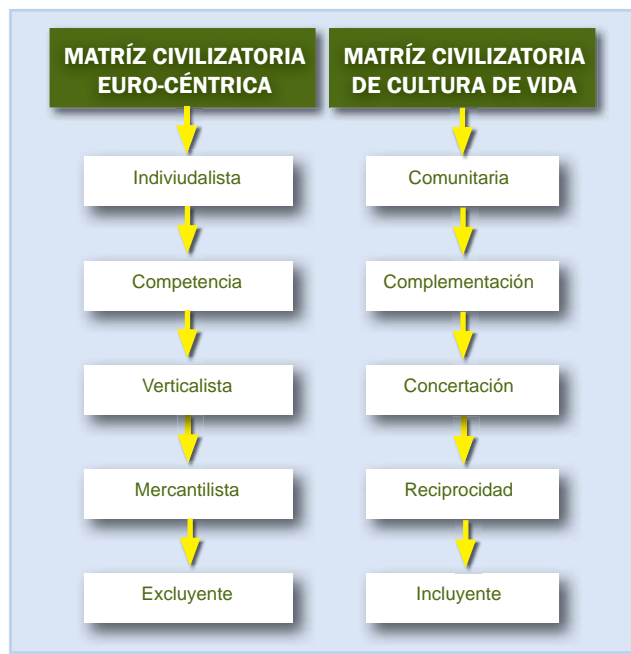 MATRÍZ CIVILIZATORIA
EURO-CÉNTRICA
Indiviudalista
Competencia
Verticalista
Mercantilista
Excluyente
MATRÍZ CIVILIZATORIA
DE CULTURA DE VIDA
Comunitaria
Complementación
Concertación
Reciprocidad
Incluyente